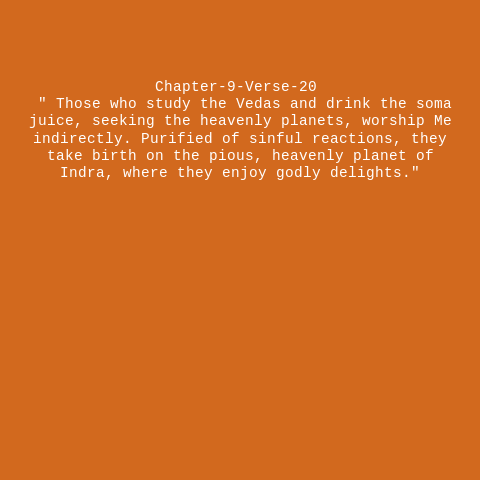 Chapter-9-Verse-20
" Those who study the Vedas and drink the soma
juice, seeking the heavenly planets, worship Me
indirectly. Purified of sinful reactions, they
take birth on the pious, heavenly planet of
Indra, where they enjoy godly delights."